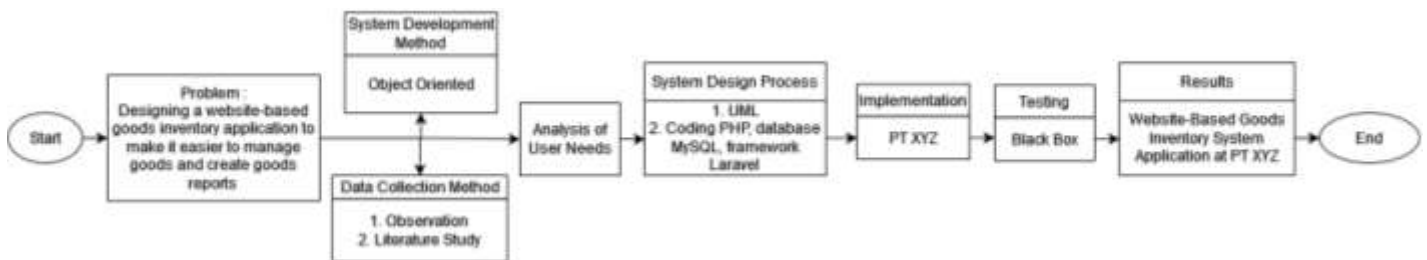 Start
Problem :
Designing a website-based
goods inventory application to
make it easier to manage
goods and create goods
reports
System Development
Method
Object Oriented
Data Collection Method
1. Observation
2. Literature Study
Analysis of
User Needs
System Design Process
1. UML
2. Coding PHP, database
MySQL, framework
Laravel
Implementation
PT XYZ
Testing
Black Box
Results
Website-Based Goods
Inventory System
Application at PT XYZ
End